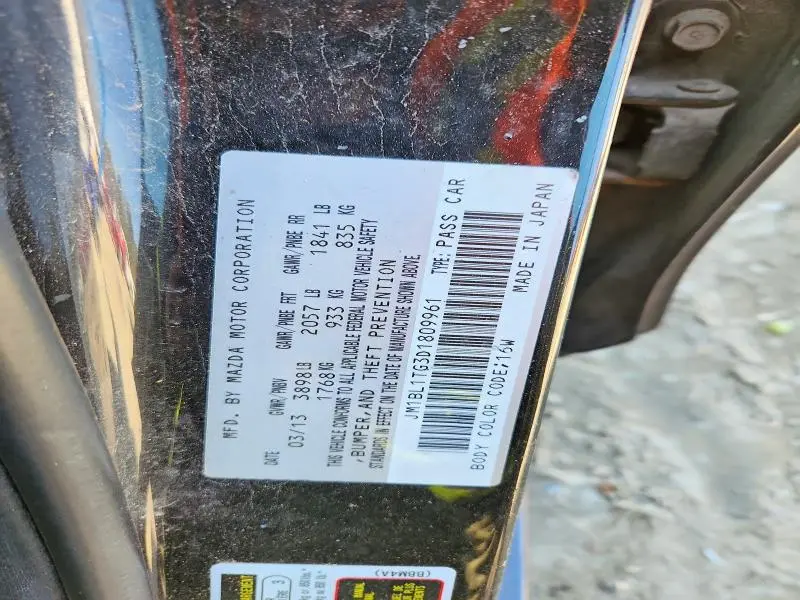 MFD. BY MAZDA MOTOR CORPORATION
DATE GVWR/PNBV GAWR/PNBE FRT GAWR/PNBE RR
03/13 3898LB 2057 LB 1841 LB
1768KG 933 KG 835 KG
THIS VEHICLE CONFORMS TO ALL APPLICABLE FEDERAL MOTOR VEHICLE SAFETY
,BUMPER,AND THEFT PREVENTION
STANDARDS IN EFFECT ON THE DATE OF MANUFACTURE SHOWN ABOVE
JM1BL1TG3D1809961 TYPE: PASS CAR
BODY COLOR CODE;16W MADE IN JAPAN
(BBM4A)
3